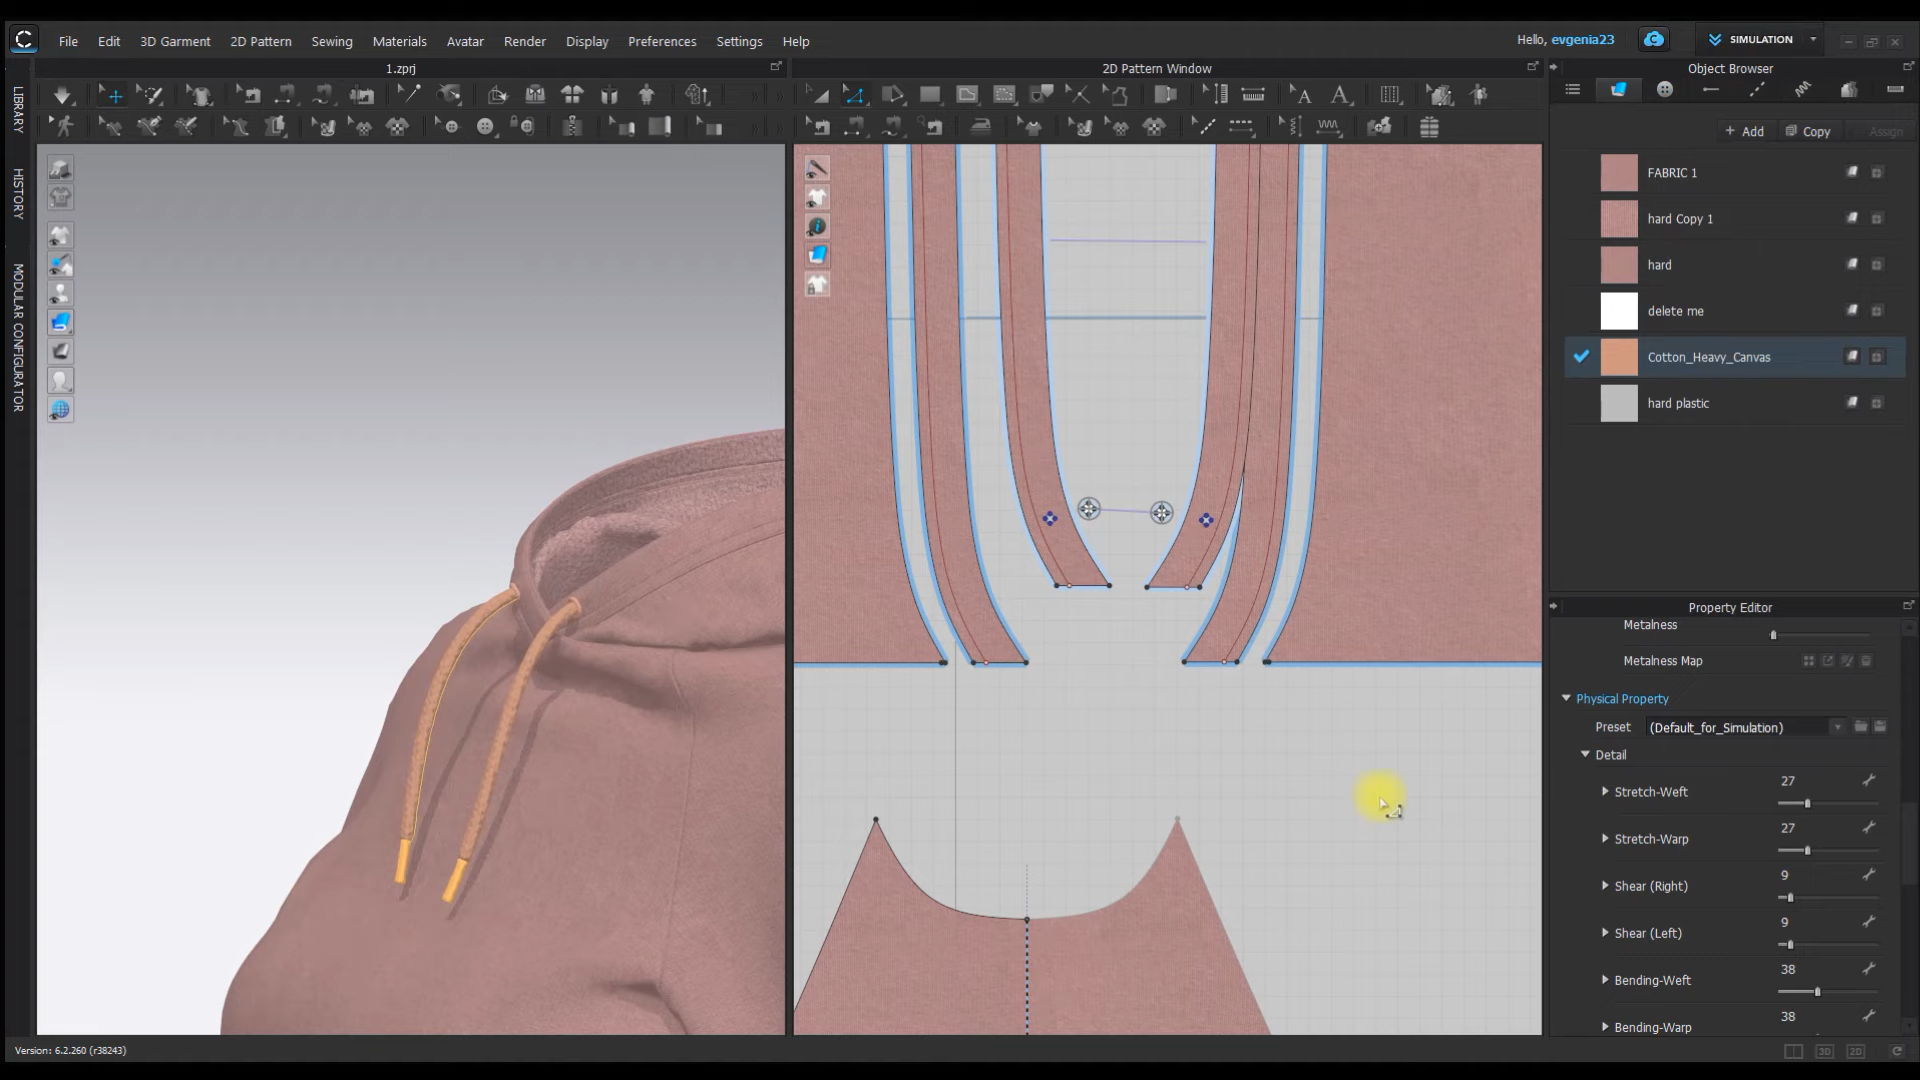 File Edit 3D Garment 2D Pattern Sewing Materials Avatar Render Display Preferences Settings Help
Hello, evgenia23
SIMULATION
1.zprj
2D Pattern Window
Object Browser
LIBRARY
HISTORY
MODULAR CONFIGURATOR
+ Add Copy Assign
FABRIC 1
hard Copy 1
hard
delete me
Cotton_Heavy_Canvas
hard plastic
Property Editor
Metalness
Metalness Map
Physical Property
Preset (Default_for_Simulation)
Detail
Stretch-Weft 27
Stretch-Warp 27
Shear (Right) 9
Shear (Left) 9
Bending-Weft 38
Bending-Warp 38
Version: 6.2.260 (r38243)
3D 2D